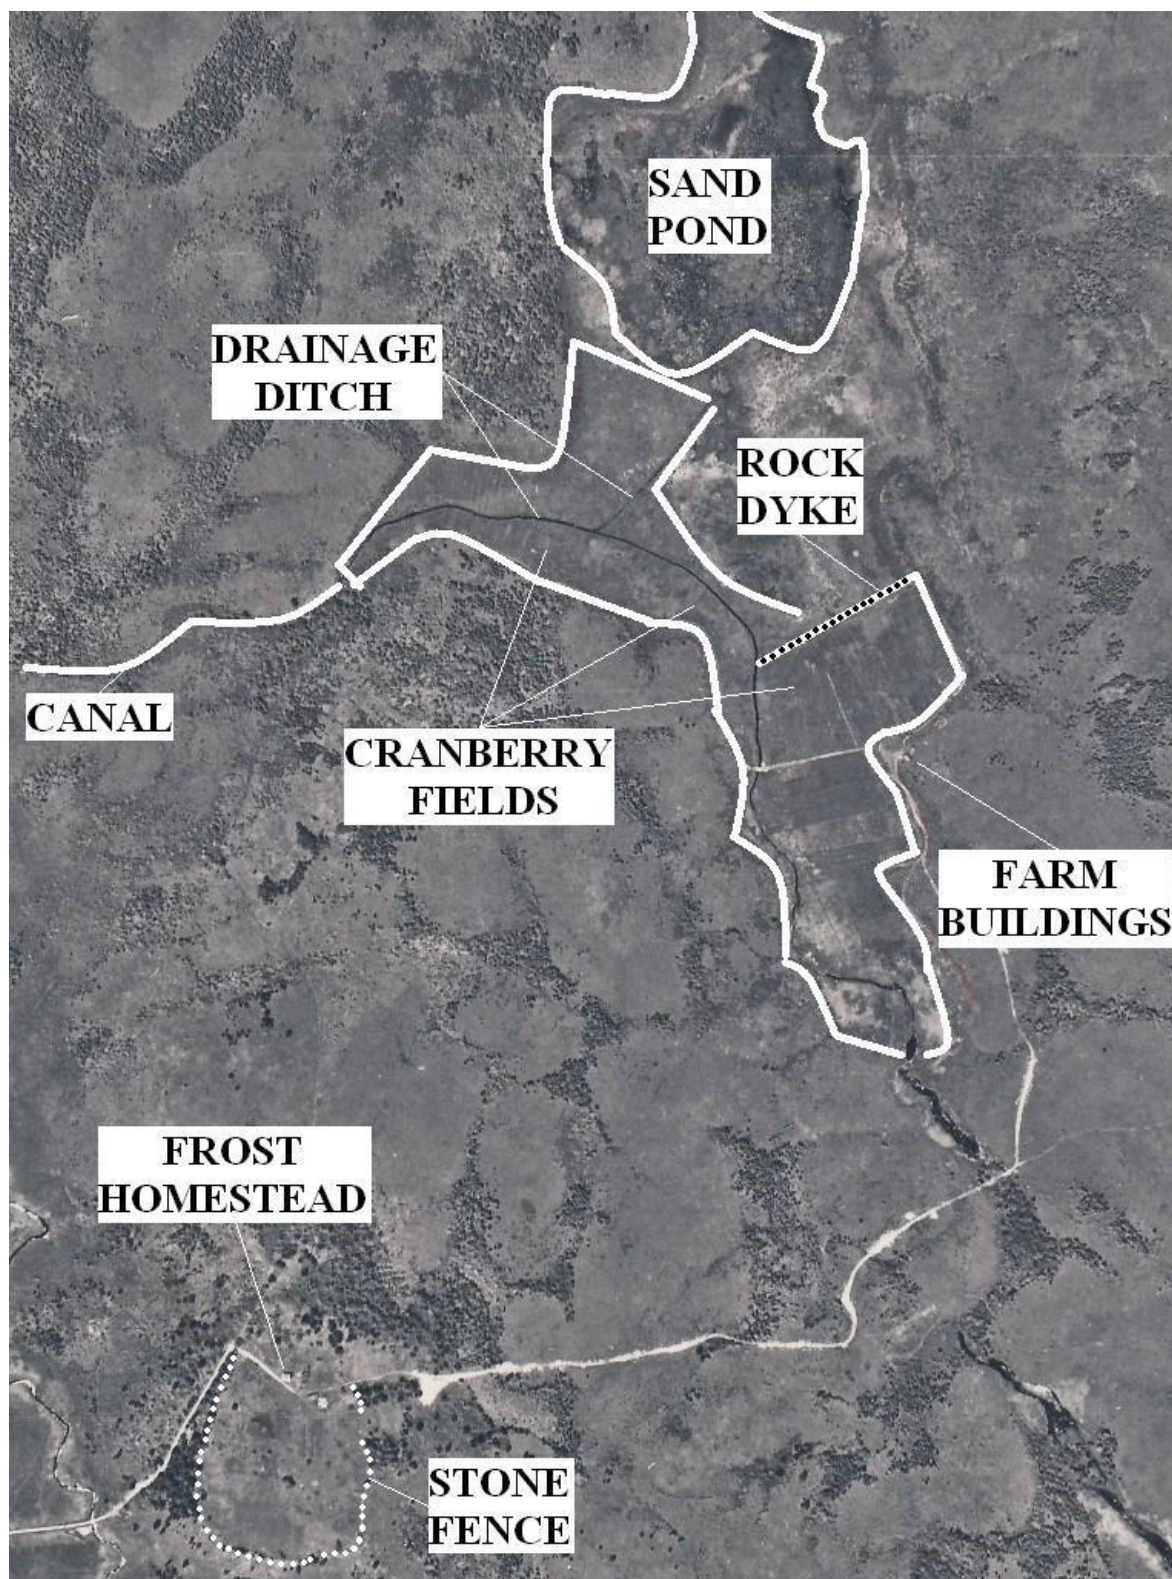 SAND
POND
DRAINAGE
DITCH
ROCK
DYKE
CANAL
CRANBERRY
FIELDS
FARM
BUILDINGS
FROST
HOMESTEAD
STONE
FENCE